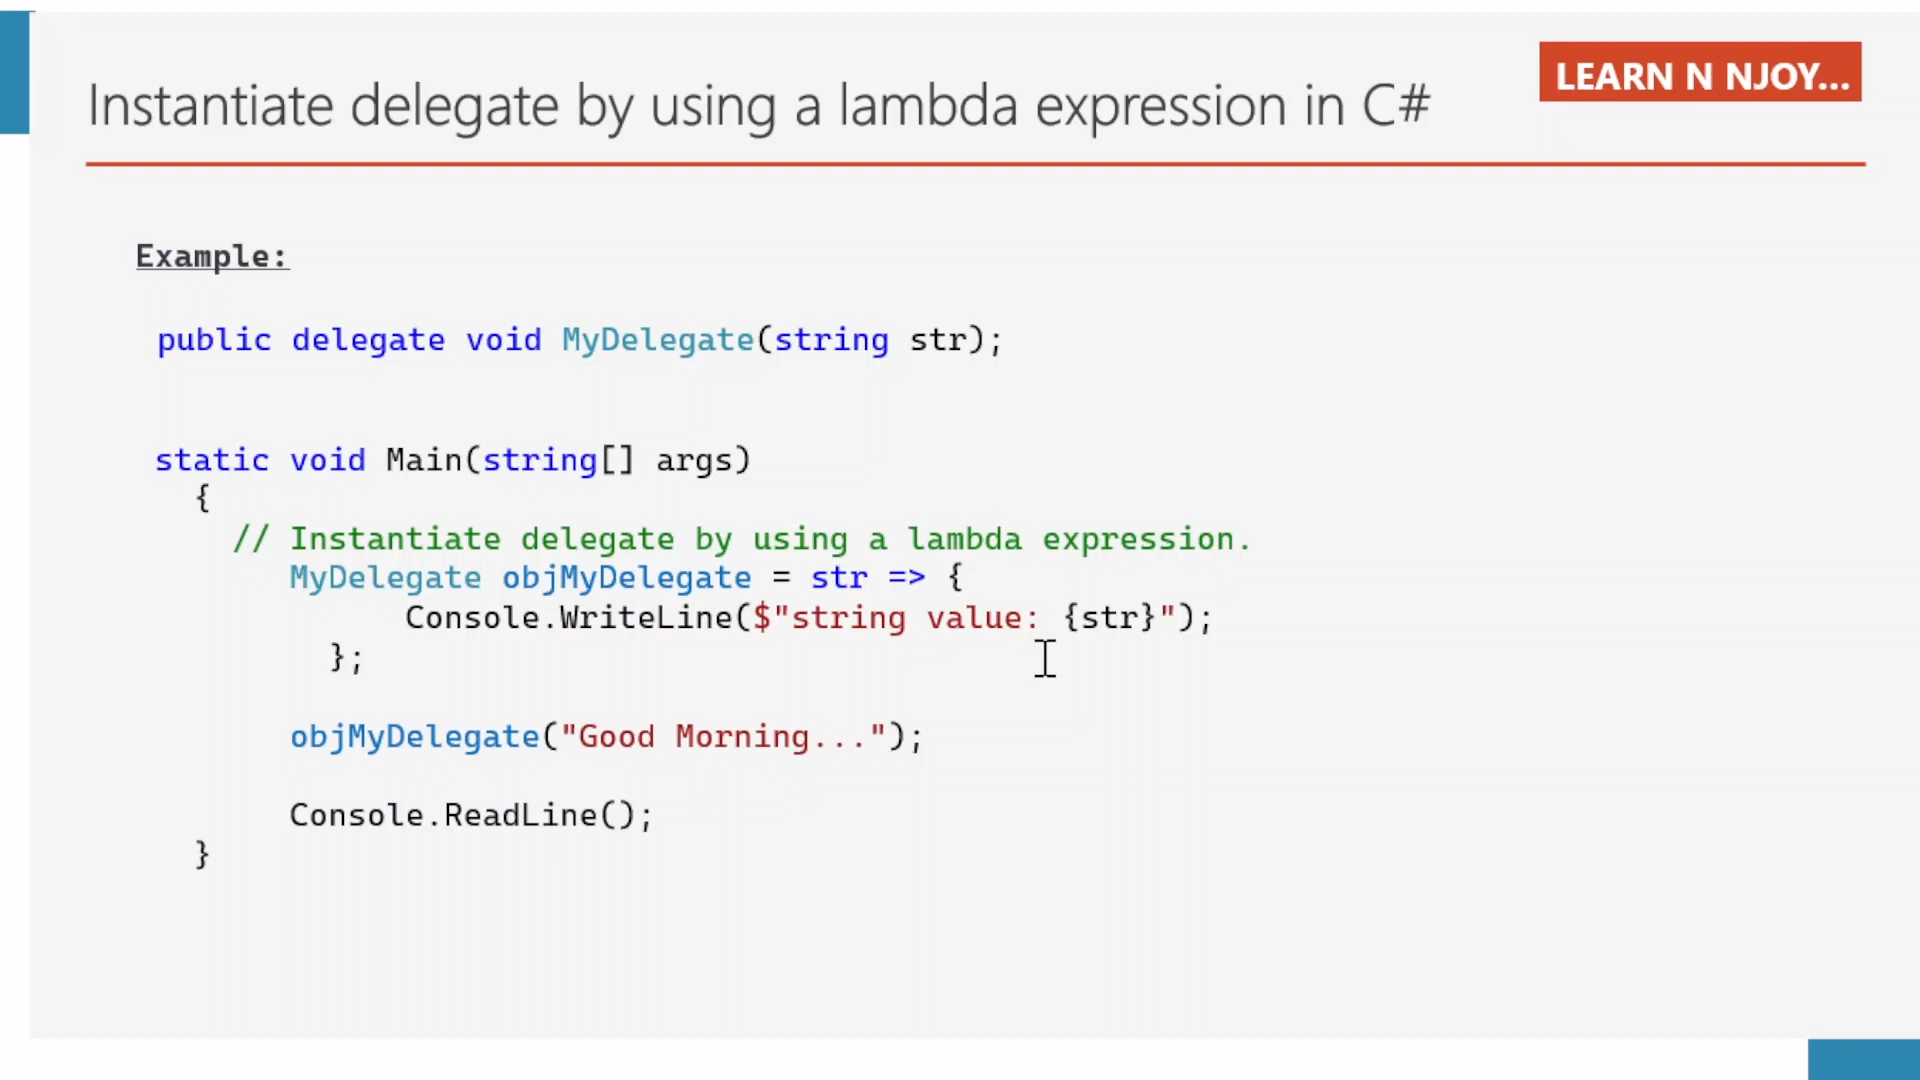 LEARN N NJOY...
Instantiate delegate by using a lambda expression in C#
Example:
public delegate void MyDelegate(string str);
static void Main(string[] args)
{
// Instantiate delegate by using a lambda expression.
MyDelegate objMyDelegate = str => {
Console.WriteLine($"string value: {str}");
};
objMyDelegate("Good Morning...");
Console.ReadLine();
}